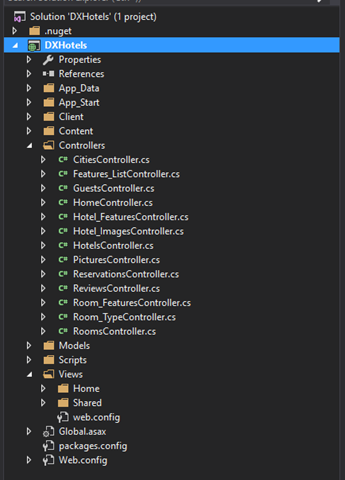 Solution 'DXHotels' (1 project)
.nuget
DXHotels
Properties
References
App_Data
App_Start
Client
Content
Controllers
C# CitiesController.cs
C# Features_ListController.cs
C# GuestsController.cs
C# HomeController.cs
C# Hotel_FeaturesController.cs
C# Hotel_ImagesController.cs
C# HotelsController.cs
C# PicturesController.cs
C# ReservationsController.cs
C# ReviewsController.cs
C# Room_FeaturesController.cs
C# Room_TypeController.cs
C# RoomsController.cs
Models
Scripts
Views
Home
Shared
web.config
Global.asax
packages.config
Web.config